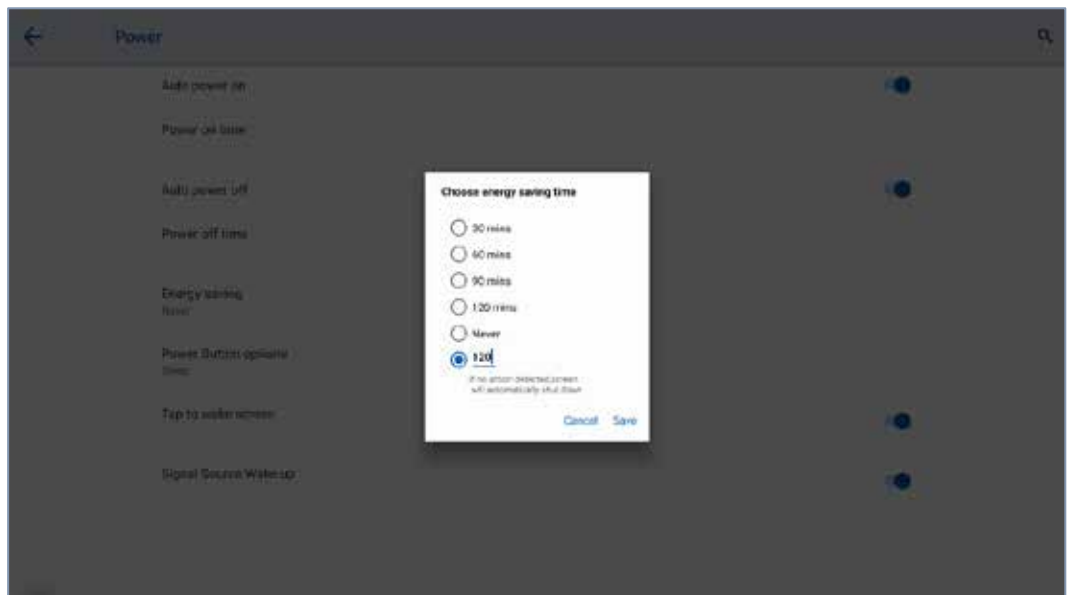 Power
Auto power on
Power on time
Auto power off
Power off time
Energy saving
Never
Power Button options
Sleep
Tap to wake screen
Signal Source Wake up
Choose energy saving time
30 mins
60 mins
90 mins
120 mins
Never
120
If no action detected,screen
will automatically shut down
Cancel Save